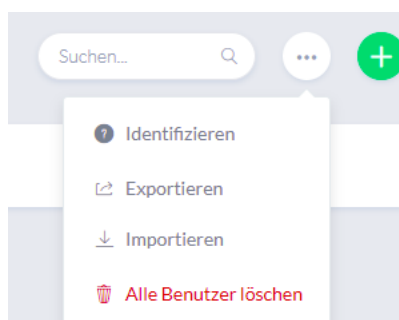 Suchen...
Identifizieren
Exportieren
Importieren
Alle Benutzer löschen